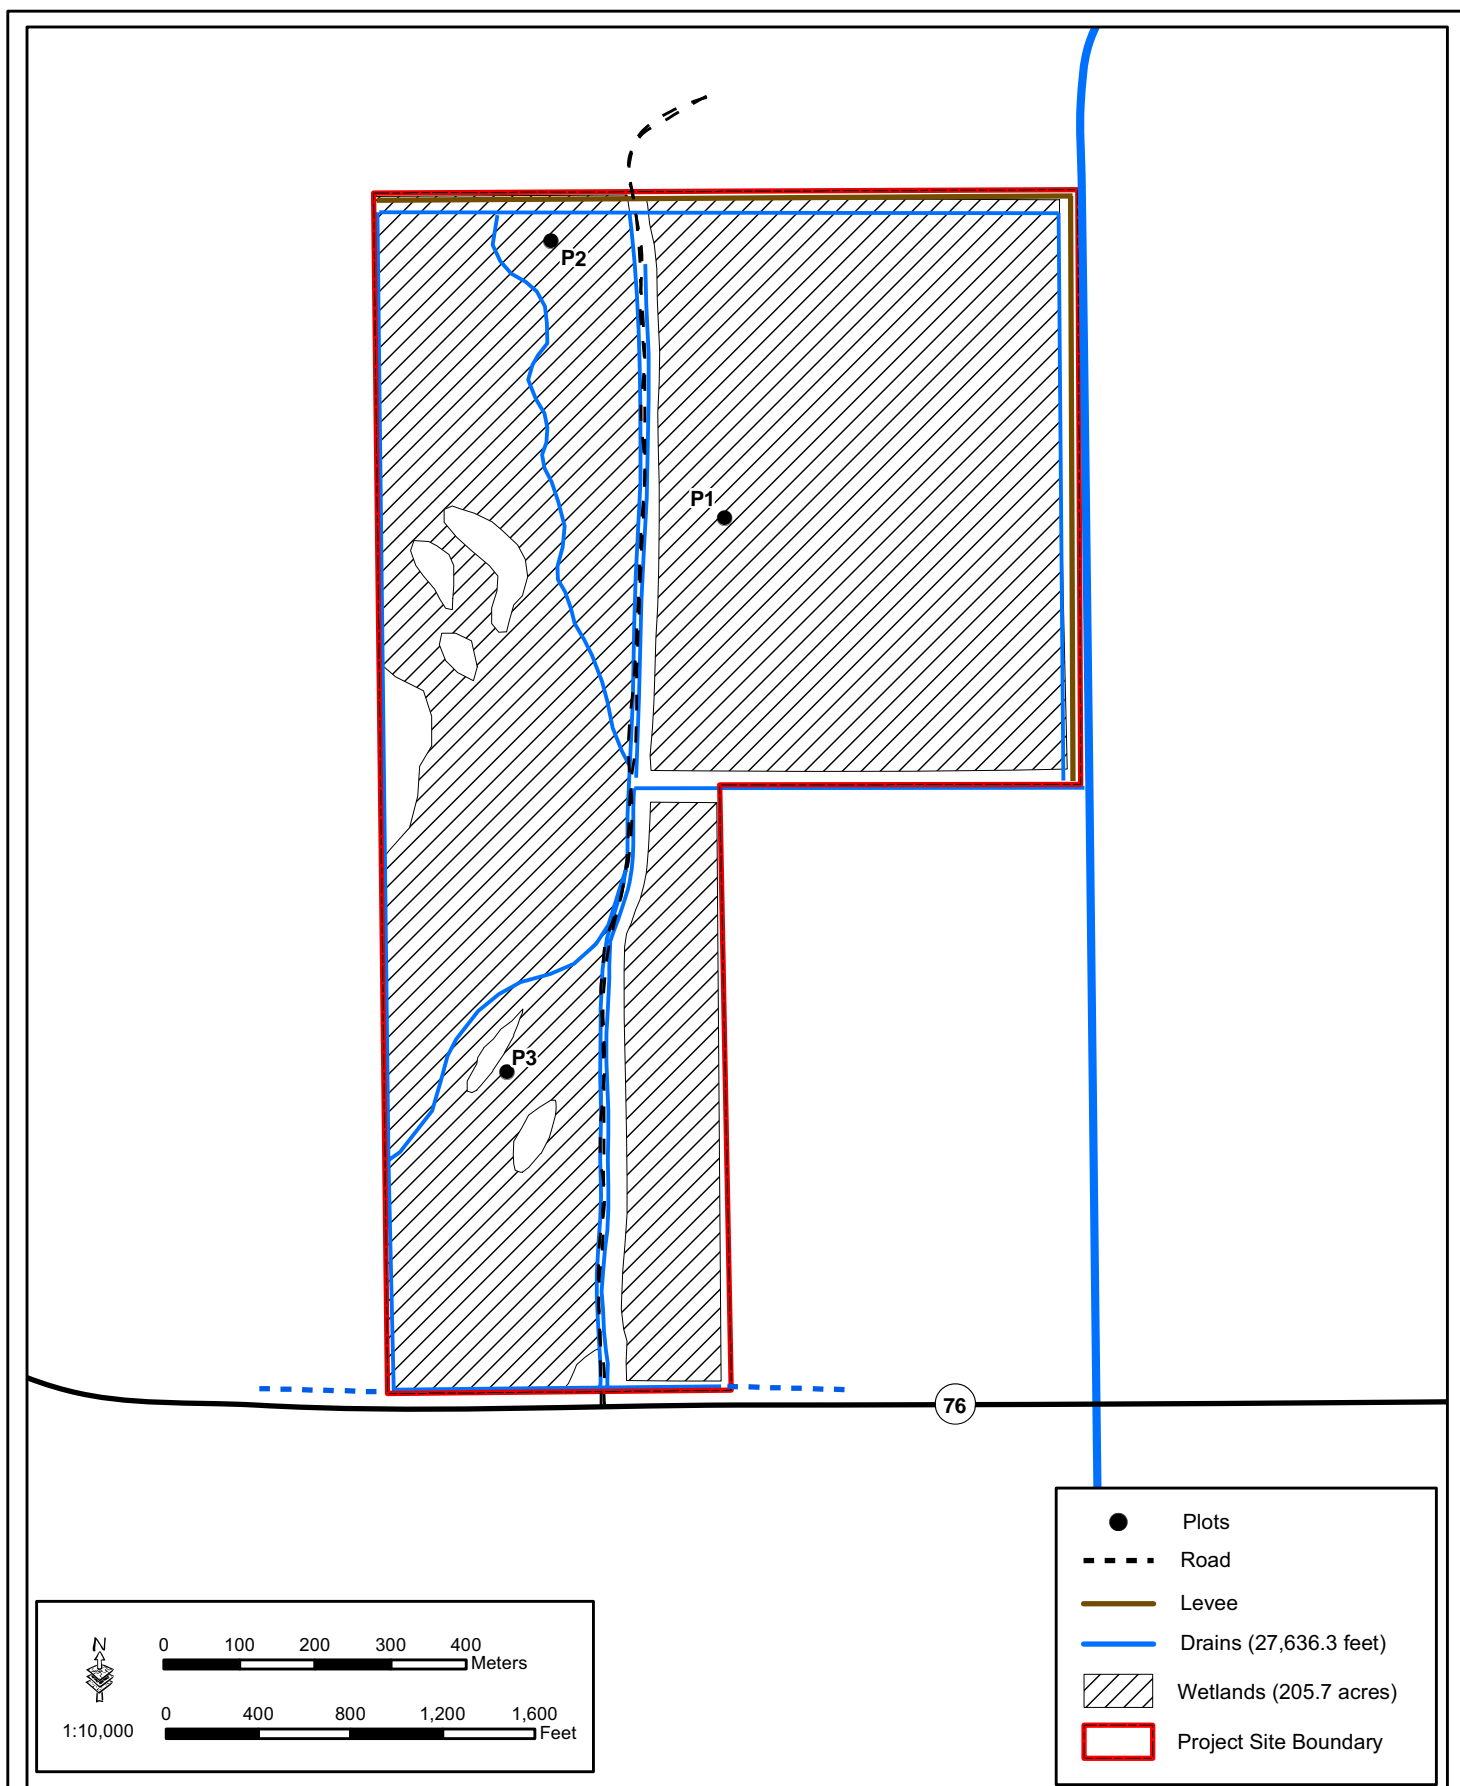 P2
P1
P3
76
Plots
Road
Levee
Drains (27,636.3 feet)
Wetlands (205.7 acres)
Project Site Boundary
N
1:10,000
0 100 200 300 400
Meters
0 400 800 1,200 1,600
Feet